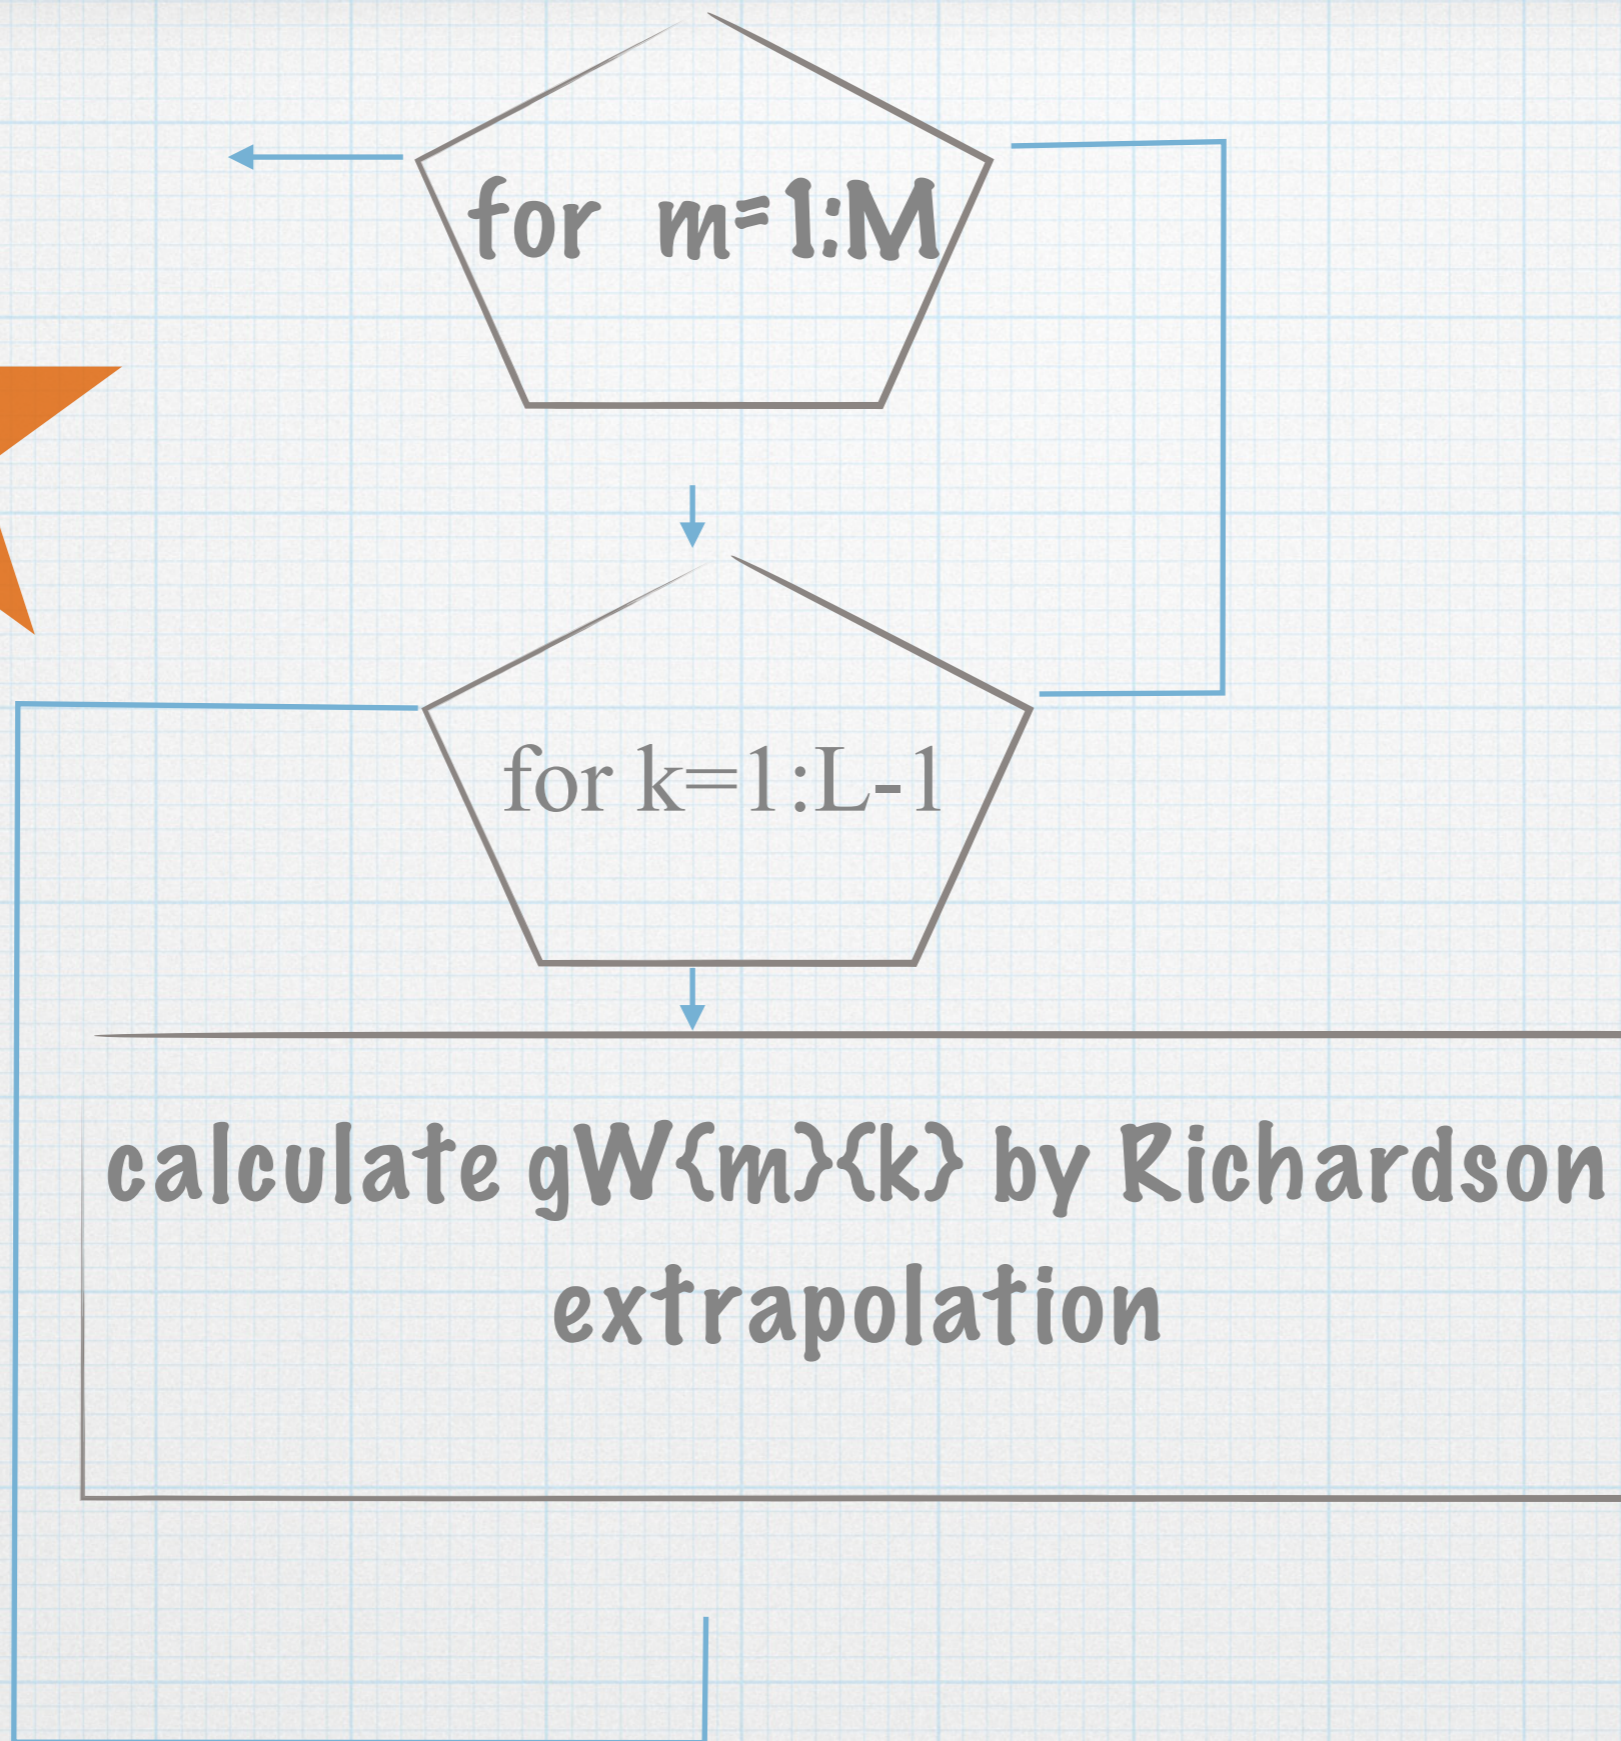 for m=1:M
for k=1:L-1
calculate gW{m}{k} by Richardson
extrapolation